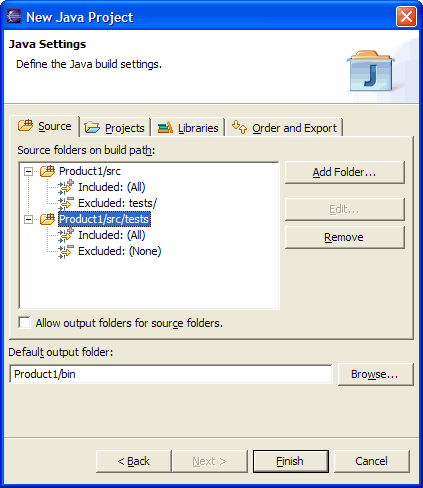 New Java Project
Java Settings
Define the Java build settings.
J
Source Projects Libraries Order and Export
Source folders on build path:
Product1/src
Included: (All)
Excluded: tests/
Product1/src/tests
Included: (All)
Excluded: (None)
Add Folder...
Edit...
Remove
Allow output folders for source folders.
Default output folder:
Product1/bin
Browse...
< Back
Next >
Finish
Cancel